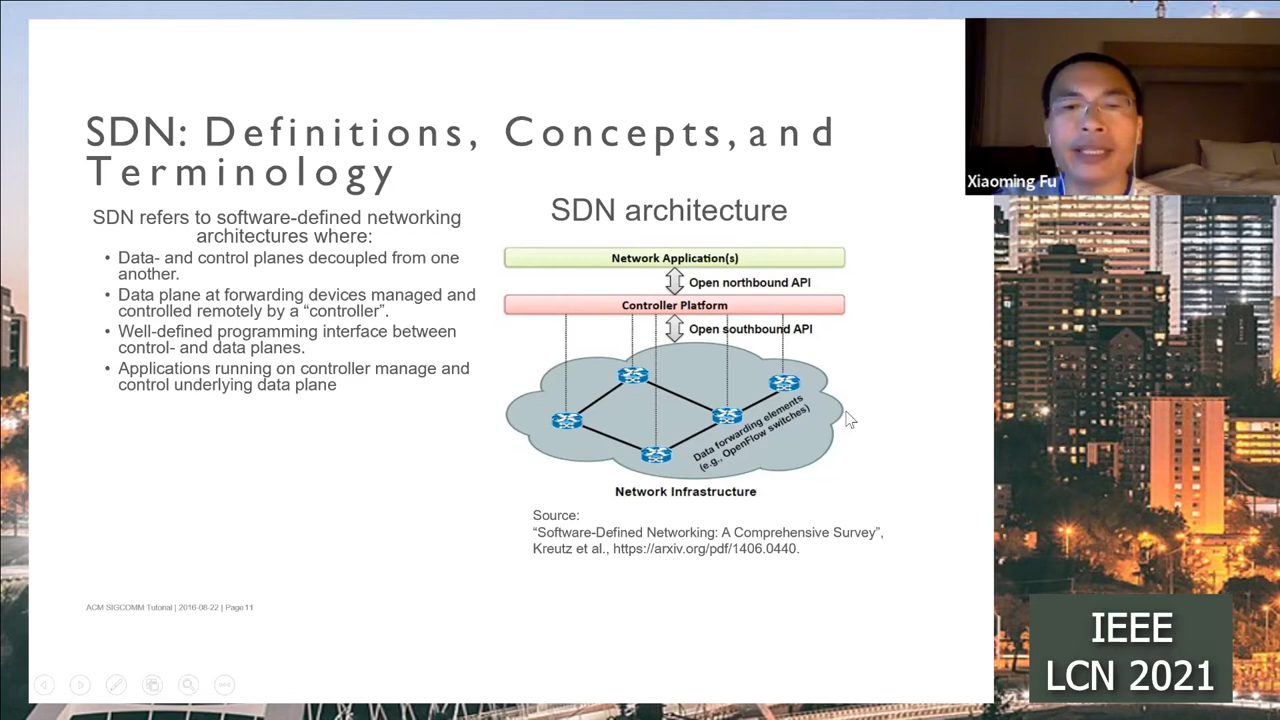 SDN: Definitions, Concepts, and
Terminology
SDN refers to software-defined networking
architectures where:
• Data- and control planes decoupled from one
another.
• Data plane at forwarding devices managed and
controlled remotely by a “controller”.
• Well-defined programming interface between
control- and data planes.
• Applications running on controller manage and
control underlying data plane
SDN architecture
Network Application(s)
Open northbound API
Controller Platform
Open southbound API
Data forwarding elements
(e.g., OpenFlow switches)
Network Infrastructure
Source:
“Software-Defined Networking: A Comprehensive Survey”,
Kreutz et al., https://arxiv.org/pdf/1406.0440.
ACM SIGCOMM Tutorial | 2016-08-22 | Page 11
Xiaoming Fu
IEEE
LCN 2021